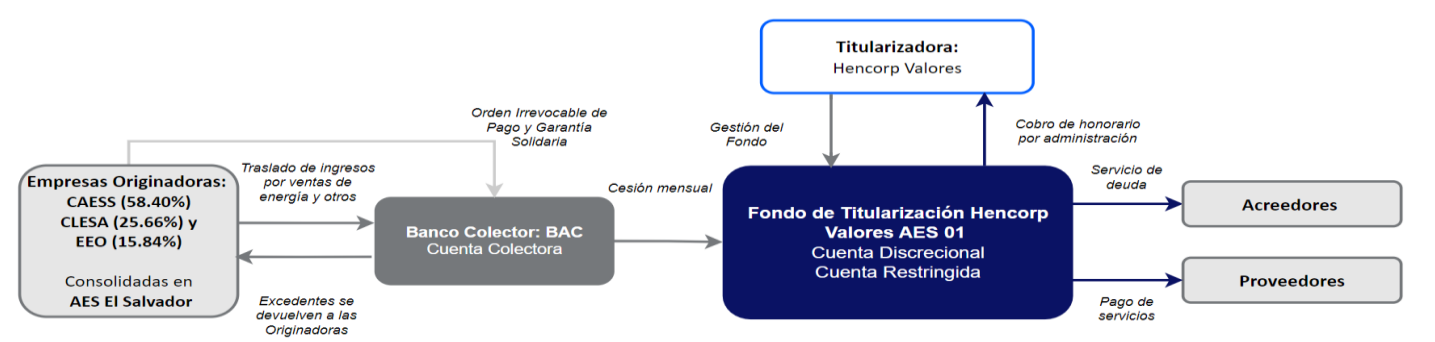 Titularizadora:
Hencorp Valores
Orden Irrevocable de
Pago y Garantía
Solidaria
Gestión del
Fondo
Cobro de honorario
por administración
Empresas Originadoras:
CAESS (58.40%)
CLESA (25.66%) y
EEO (15.84%)
Consolidadas en
AES El Salvador
Traslado de ingresos
por ventas de
energía y otros
Banco Colector: BAC
Cuenta Colectora
Excedentes se
devuelven a las
Originadoras
Cesión mensual
Fondo de Titularización Hencorp
Valores AES 01
Cuenta Discrecional
Cuenta Restringida
Servicio de
deuda
Acreedores
Proveedores
Pago de
servicios